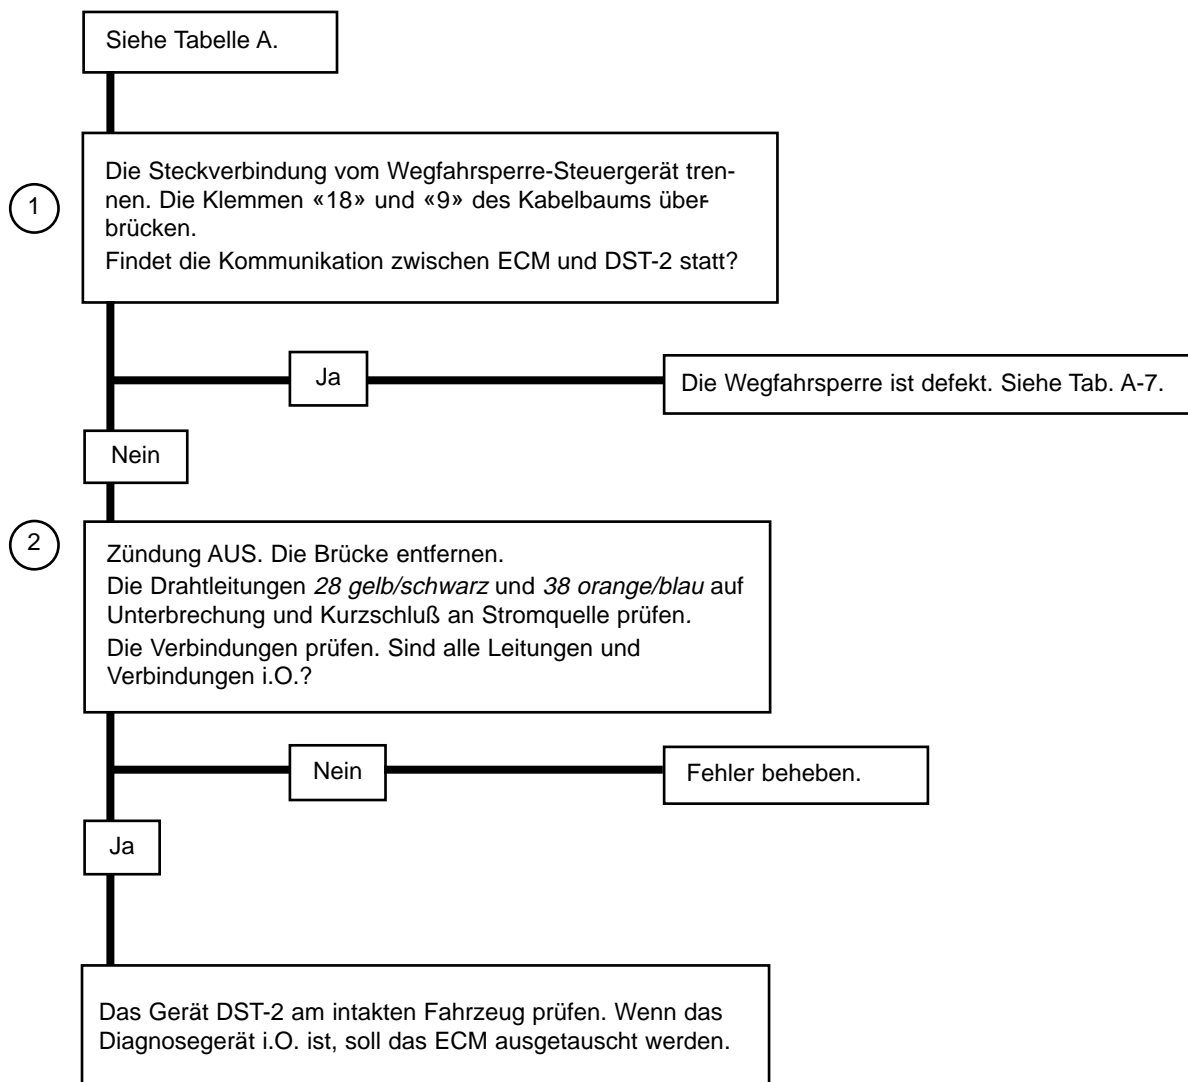 Siehe Tabelle A.
1
Die Steckverbindung vom Wegfahrsperre-Steuergerät tren-
nen. Die Klemmen «18» und «9» des Kabelbaums über-
brücken.
Findet die Kommunikation zwischen ECM und DST-2 statt?
Ja
Die Wegfahrsperre ist defekt. Siehe Tab. A-7.
Nein
2
Zündung AUS. Die Brücke entfernen.
Die Drahtleitungen 28 gelb/schwarz und 38 orange/blau auf
Unterbrechung und Kurzschluß an Stromquelle prüfen.
Die Verbindungen prüfen. Sind alle Leitungen und
Verbindungen i.O.?
Nein
Fehler beheben.
Ja
Das Gerät DST-2 am intakten Fahrzeug prüfen. Wenn das
Diagnosegerät i.O. ist, soll das ECM ausgetauscht werden.